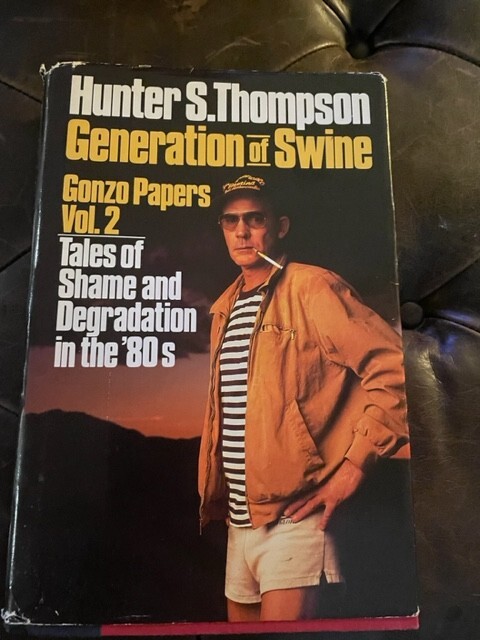 Hunter S. Thompson
Generation of Swine
Gonzo Papers
Vol. 2
Tales of
Shame and
Degradation
in the '80s